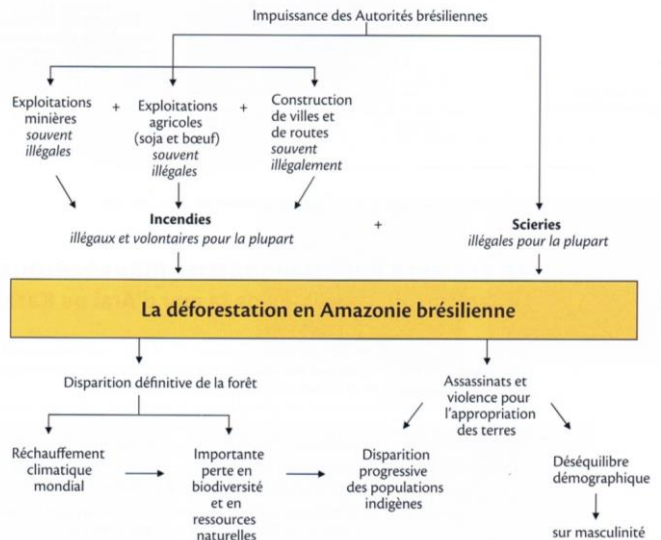 Impuissance des Autorités brésiliennes
Exploitations
minières
souvent
illégales
+
Exploitations
agricoles
(soja et bœuf)
souvent
illégales
+
Construction
de villes et
de routes
souvent
illégalement
Incendies
illégaux et volontaires pour la plupart
+
Scieries
illégales pour la plupart
La déforestation en Amazonie brésilienne
Disparition définitive de la forêt
Assassinats et
violence pour
l'appropriation
des terres
Réchauffement
climatique
mondial
Importante
perte en
biodiversité
et en
ressources
naturelles
Disparition
progressive
des populations
indigènes
Déséquilibre
démographique
sur masculinité